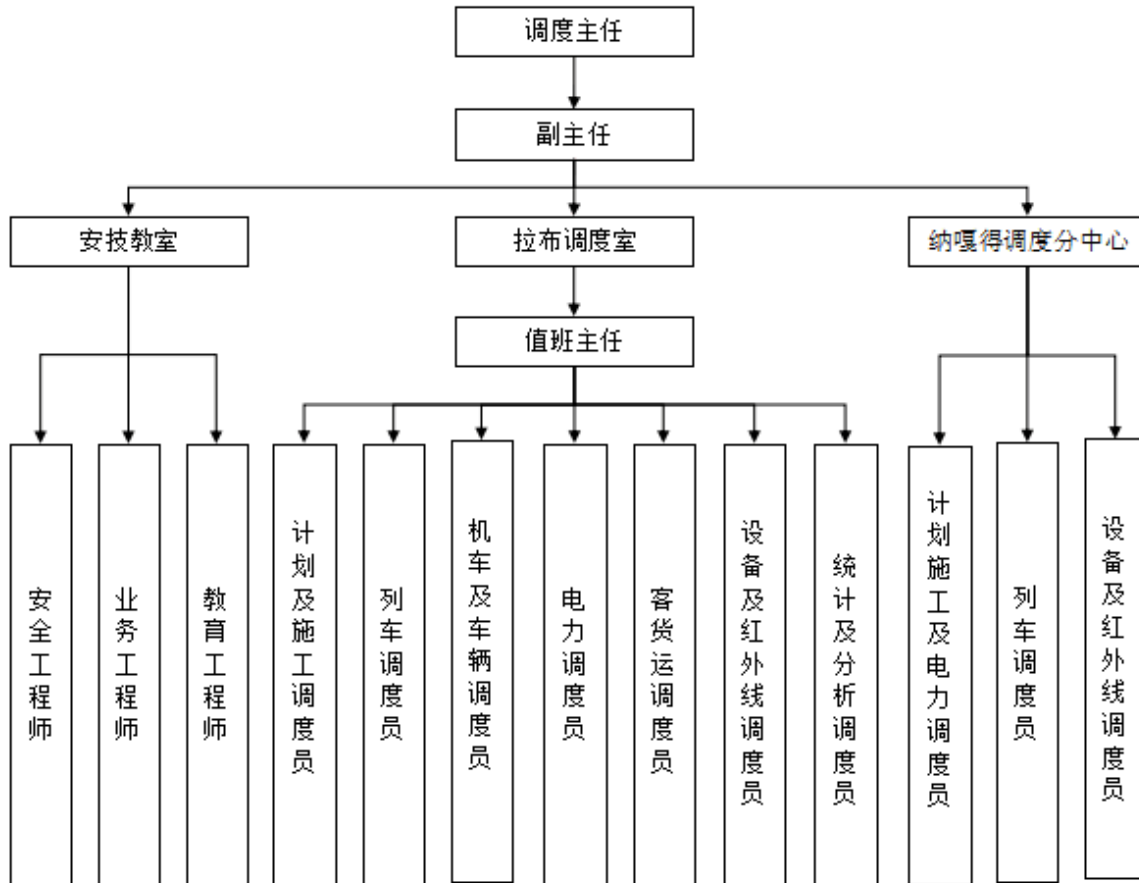 调度主任
副主任
安技教室
拉布调度室
纳嘎得调度分中心
值班主任
安全工程师
业务工程师
教育工程师
计划及施工调度员
列车调度员
机车及车辆调度员
电力调度员
客货运调度员
设备及红外线调度员
统计及分析调度员
计划施工及电力调度员
列车调度员
设备及红外线调度员